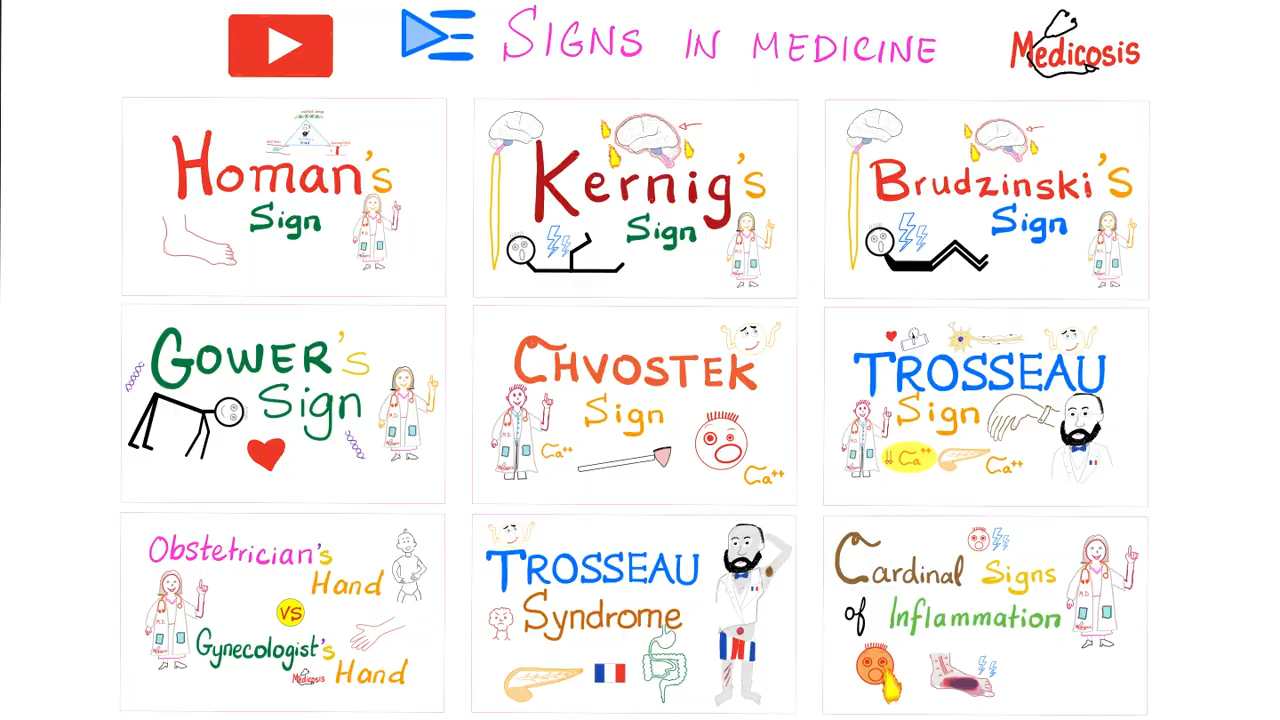 SIGNS IN MEDICINE
Medicosis
Homan's
Sign
Kernig's
Sign
Brudzinski's
Sign
GOWER's
Sign
M.D.
CHVOSTEK
Sign
M.D.
Ca++
Ca++
TROSSEAU
Sign
M.D.
↓↓ Ca++
Ca++
Obstetrician's
Hand
VS
M.D.
Gynecologist's
Hand
Medicosis
TROSSEAU
Syndrome
Cardinal Signs
of Inflammation
M.D.